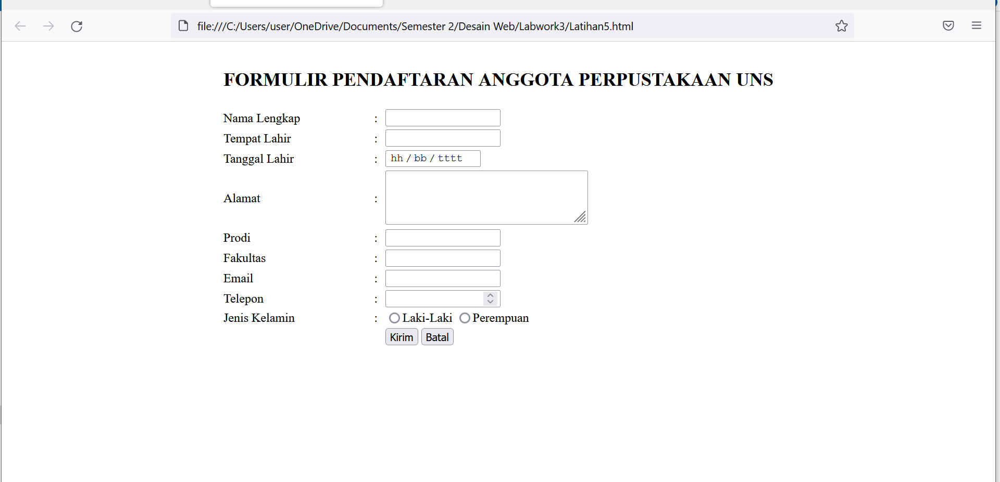 file:///C:/Users/user/OneDrive/Documents/Semester 2/Desain Web/Labwork3/Latihan5.html
FORMULIR PENDAFTARAN ANGGOTA PERPUSTAKAAN UNS
Nama Lengkap :
Tempat Lahir :
Tanggal Lahir : hh / bb / tttt
Alamat :
Prodi :
Fakultas :
Email :
Telepon :
Jenis Kelamin : Laki-Laki Perempuan
Kirim Batal